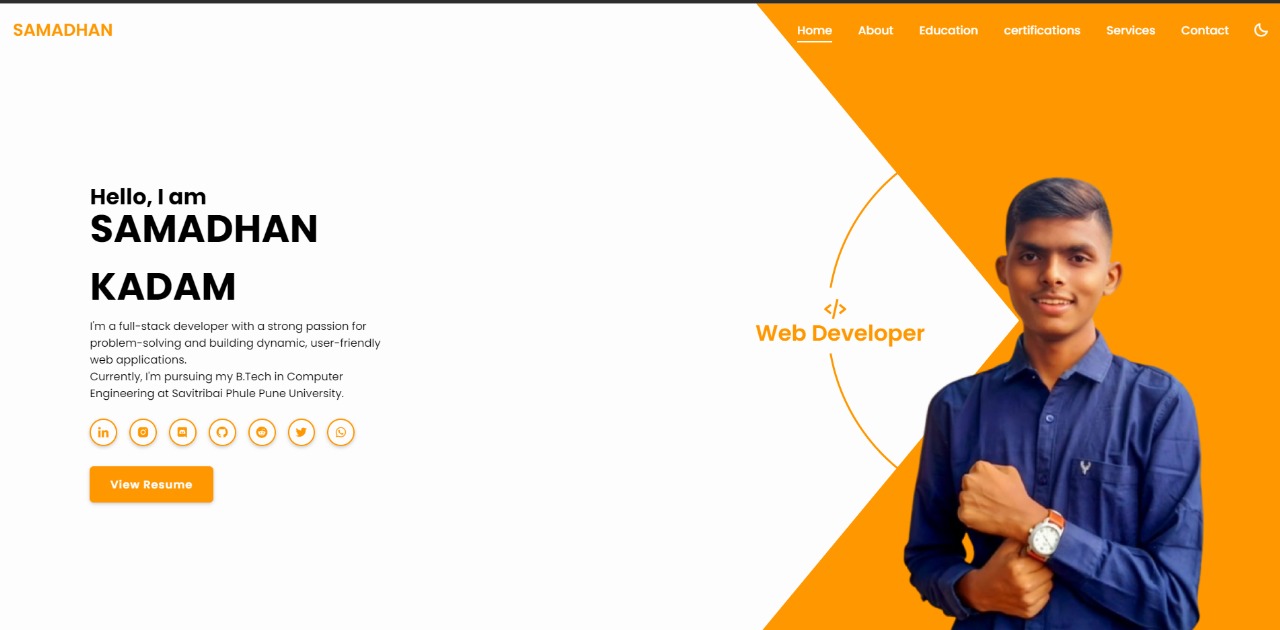 SAMADHAN
Home About Education certifications Services Contact
Hello, I am
SAMADHAN
KADAM
I'm a full-stack developer with a strong passion for
problem-solving and building dynamic, user-friendly
web applications.
Currently, I'm pursuing my B.Tech in Computer
Engineering at Savitribai Phule Pune University.
View Resume
</>
Web Developer